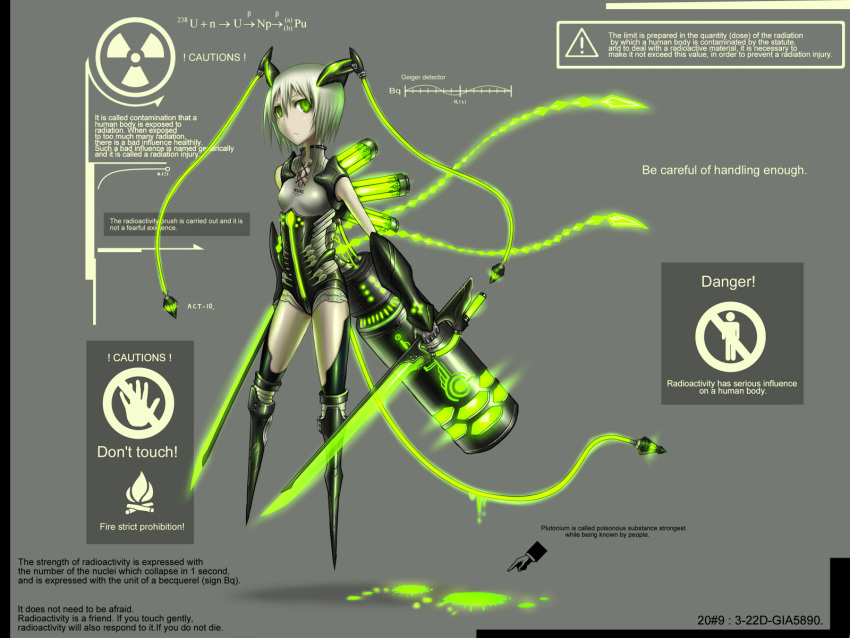 ²³⁸U + n → U →β Np →β (a)(b)Pu
! CAUTIONS !
The limit is prepared in the quantity (dose) of the radiation
by which a human body is contaminated by the statute,
and to deal with a radioactive material, it is necessary to
make it not exceed this value, in order to prevent a radiation injury.
Geiger detector
Bq
It is called contamination that a
human body is exposed to
radiation. When exposed
to too much many radiation,
there is a bad influence healthily.
Such a bad influence is named generically
and it is called a radiation injury
Be careful of handling enough.
The radioactivity brush is carried out and it is
not a fearful existence.
ACT-10.
Danger!
Radioactivity has serious influence
on a human body.
! CAUTIONS !
Don't touch!
Fire strict prohibition!
Plutonium is called poisonous substance strongest
while being known by people.
The strength of radioactivity is expressed with
the number of the nuclei which collapse in 1 second,
and is expressed with the unit of a becquerel (sign Bq).
It does not need to be afraid.
Radioactivity is a friend. If you touch gently,
radioactivity will also respond to it.If you do not die.
20#9 : 3-22D-GIA5890.